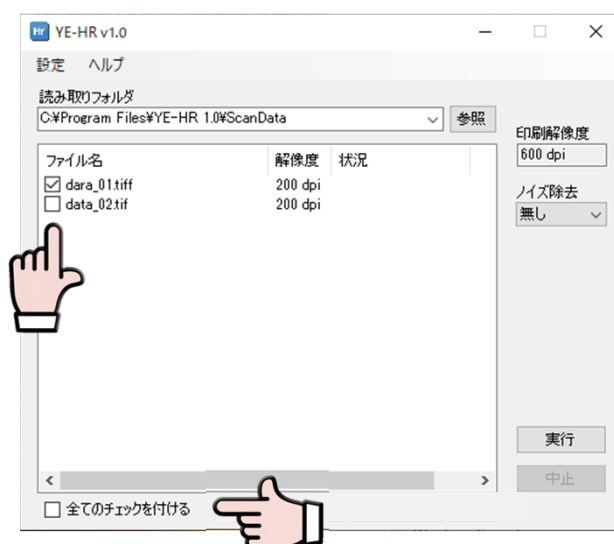 Hr YE-HR v1.0
設定 ヘルプ
読み取りフォルダ
C:¥Program Files¥YE-HR 1.0¥ScanData 参照
印刷解像度
600 dpi
ファイル名 解像度 状況
dara_01.tiff 200 dpi
data_02.tif 200 dpi
ノイズ除去
無し
実行
中止
全てのチェックを付ける